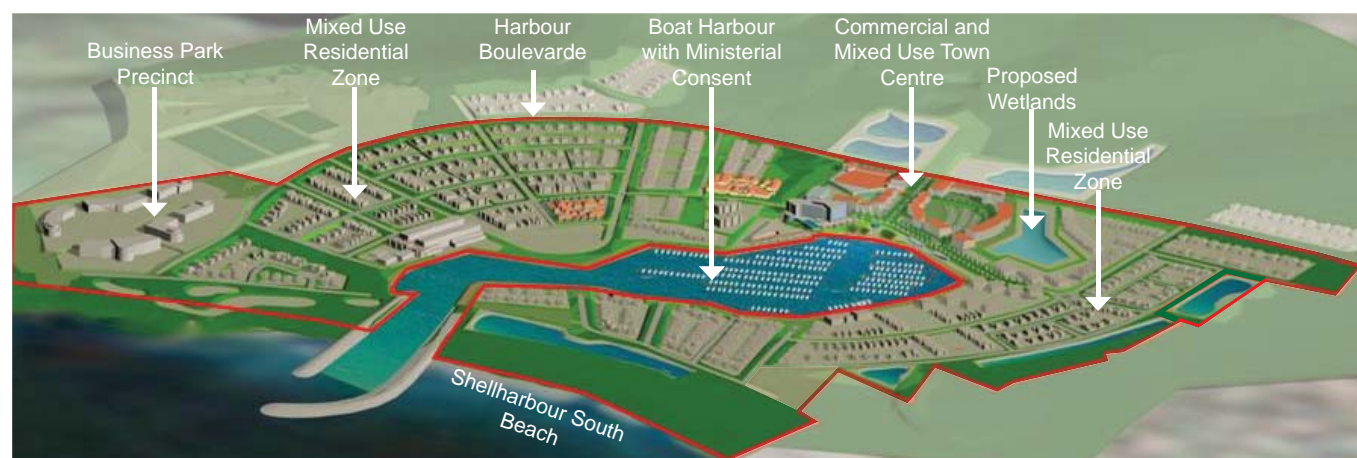 Business Park
Precinct
Mixed Use
Residential
Zone
Harbour
Boulevarde
Boat Harbour
with Ministerial
Consent
Commercial and
Mixed Use Town
Centre
Proposed
Wetlands
Mixed Use
Residential
Zone
Shellharbour South
Beach